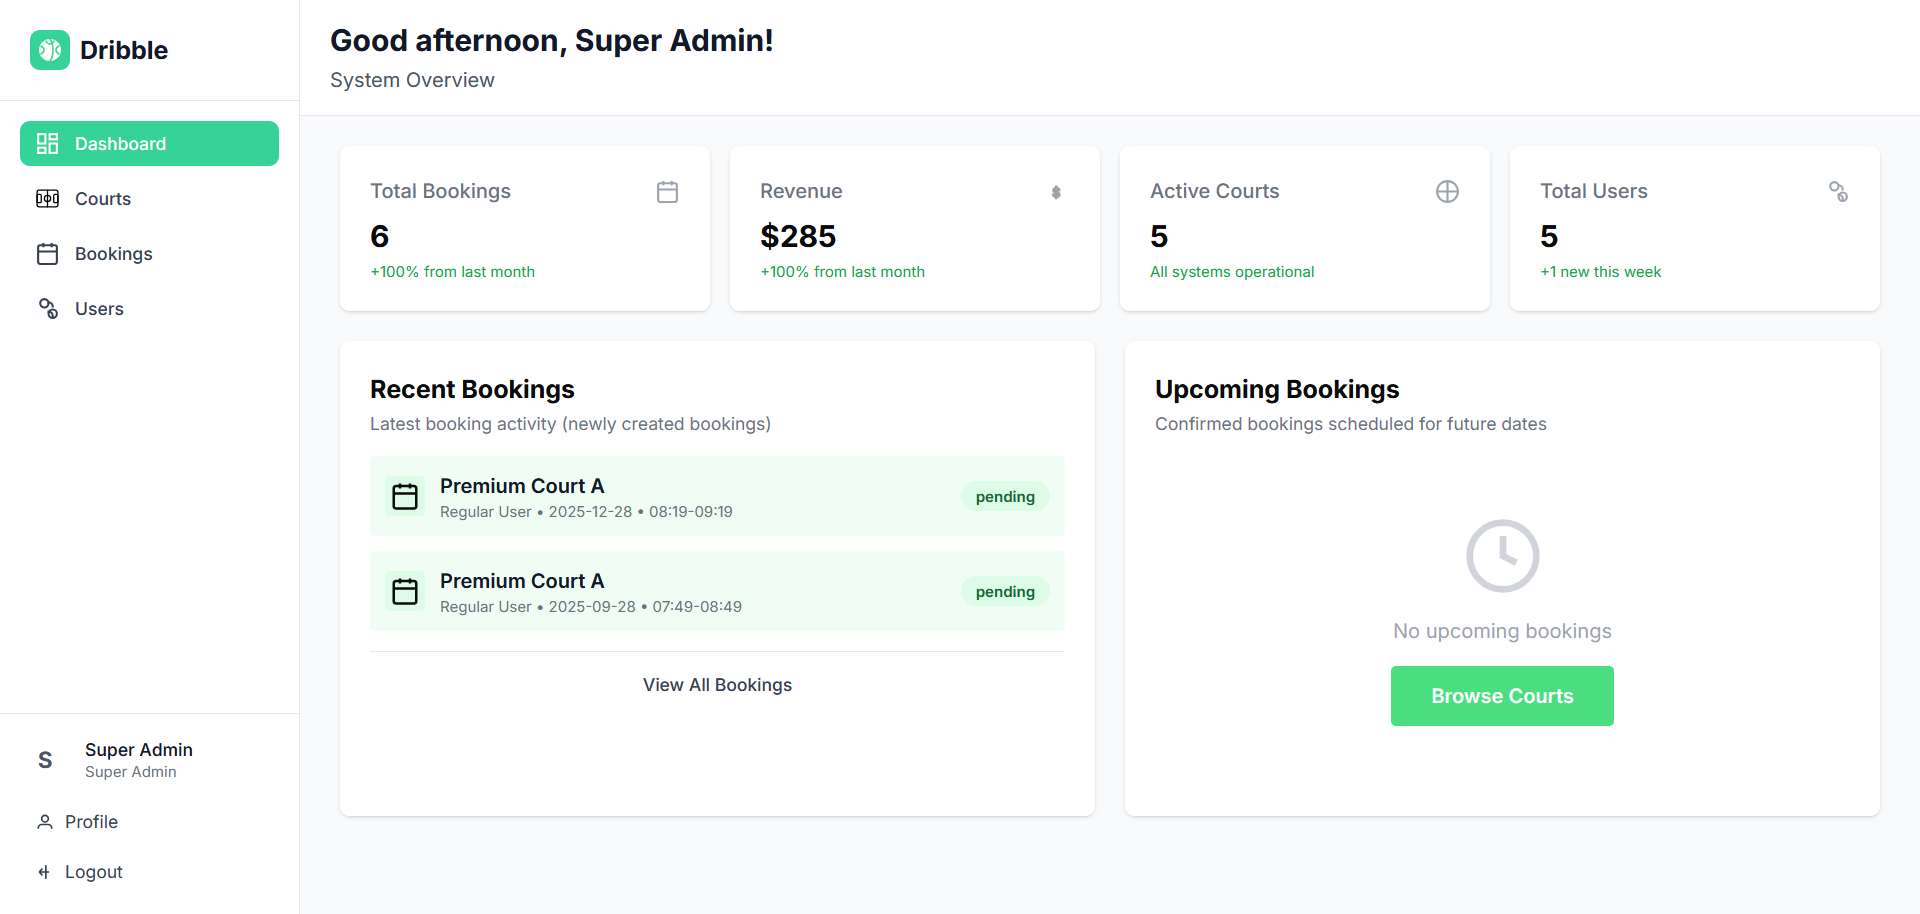 Dribble
Dashboard
Courts
Bookings
Users
S
Super Admin
Super Admin
Profile
Logout
Good afternoon, Super Admin!
System Overview
Total Bookings
6
+100% from last month
Revenue
$
$285
+100% from last month
Active Courts
5
All systems operational
Total Users
5
+1 new this week
Recent Bookings
Latest booking activity (newly created bookings)
Premium Court A
Regular User • 2025-12-28 • 08:19-09:19
pending
Premium Court A
Regular User • 2025-09-28 • 07:49-08:49
pending
View All Bookings
Upcoming Bookings
Confirmed bookings scheduled for future dates
No upcoming bookings
Browse Courts